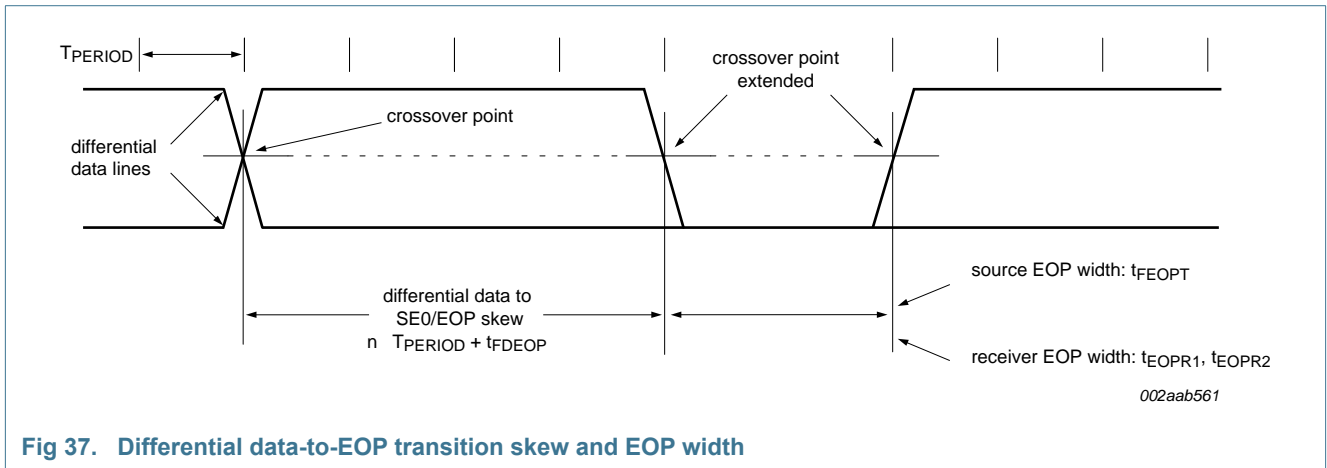 TPERIOD
crossover point
extended
crossover point
differential
data lines
differential data to
SE0/EOP skew
n TPERIOD + tFDEOP
source EOP width: tFEOPT
receiver EOP width: tEOPR1, tEOPR2
002aab561
Fig 37. Differential data-to-EOP transition skew and EOP width